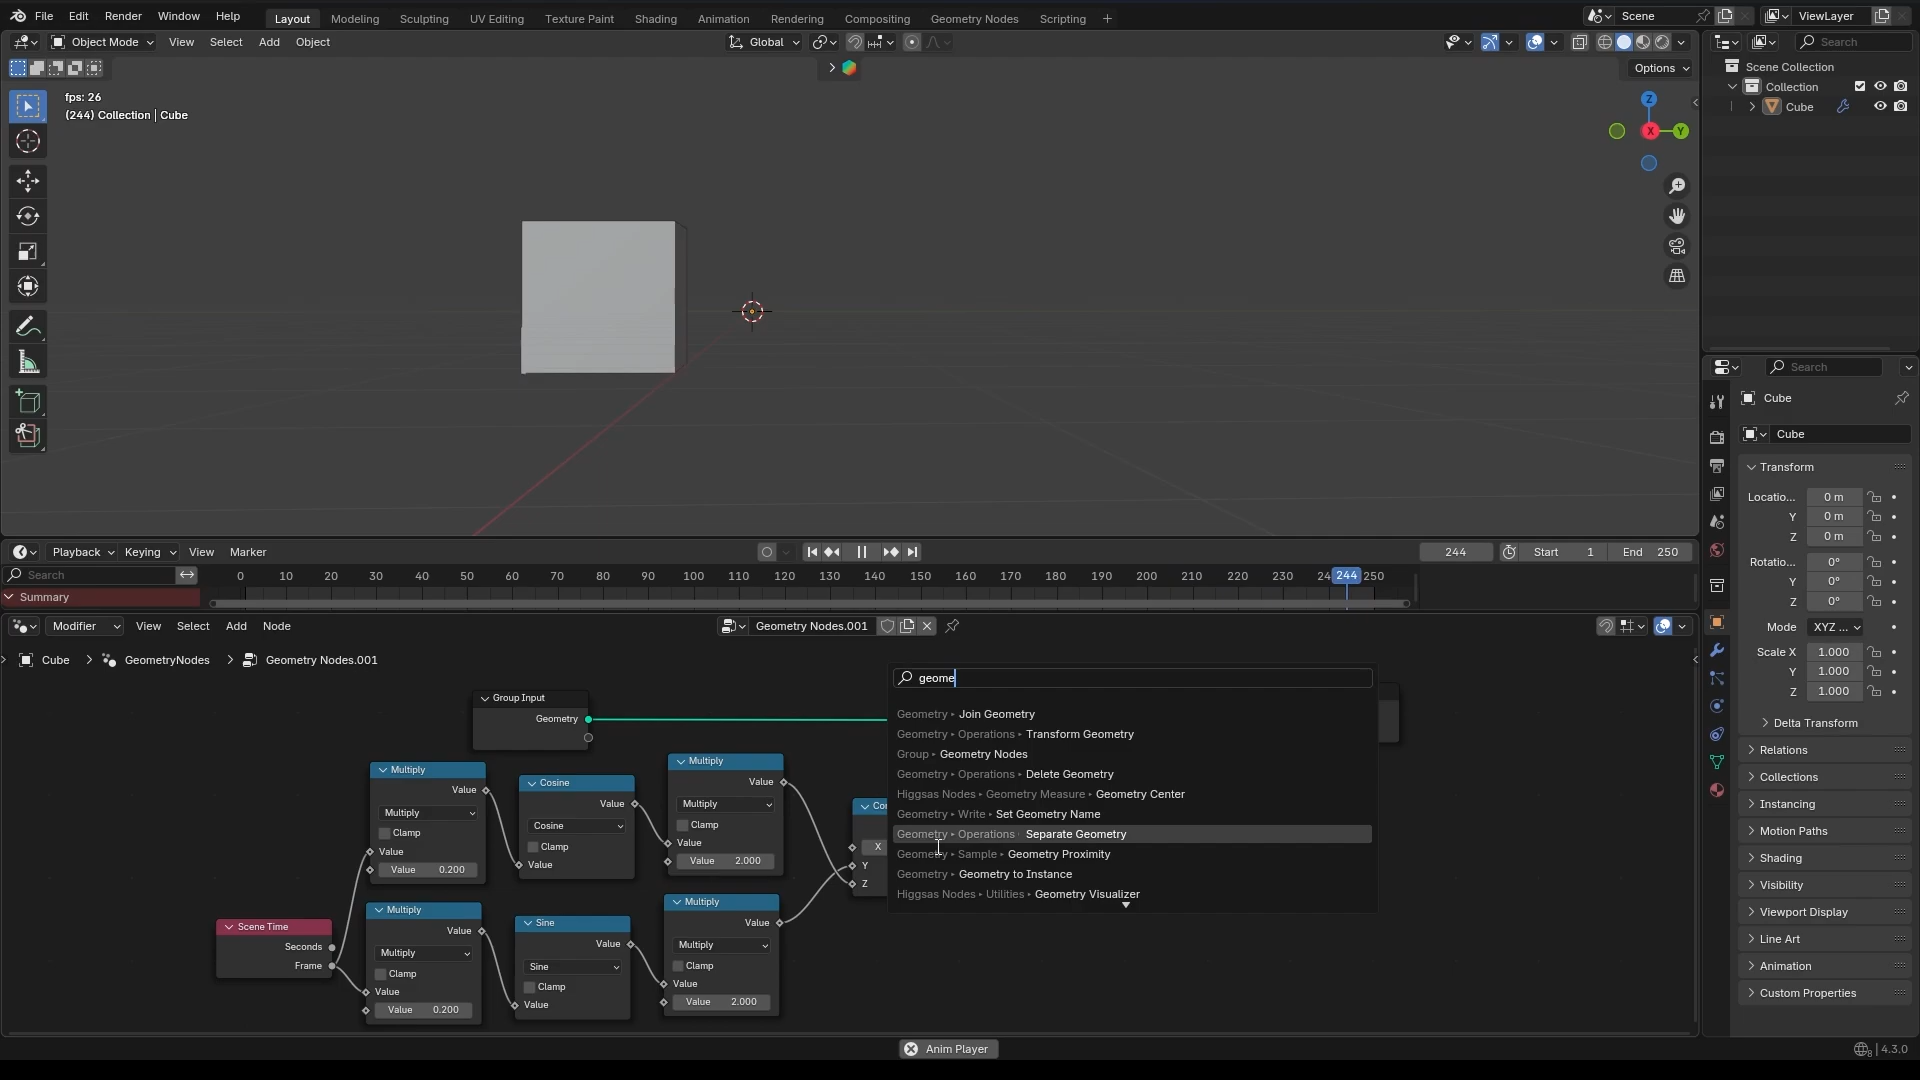 File Edit Render Window Help Layout Modeling Sculpting UV Editing Texture Paint Shading Animation Rendering Compositing Geometry Nodes Scripting + Scene ViewLayer
Object Mode View Select Add Object Global Search
Options
Scene Collection
Collection
Cube
fps: 26
(244) Collection | Cube
Z
X
Y
Search
Cube
Cube
Transform
Locatio... 0 m
Y 0 m
Z 0 m
Rotatio... 0°
Y 0°
Z 0°
Mode XYZ ...
Scale X 1.000
Y 1.000
Z 1.000
Delta Transform
Relations
Collections
Instancing
Motion Paths
Shading
Visibility
Viewport Display
Line Art
Animation
Custom Properties
Playback Keying View Marker 244 Start 1 End 250
Search 0 10 20 30 40 50 60 70 80 90 100 110 120 130 140 150 160 170 180 190 200 210 220 230 24 244 250
Summary
Modifier View Select Add Node Geometry Nodes.001
Cube GeometryNodes Geometry Nodes.001
geome
Geometry Join Geometry
Geometry Operations Transform Geometry
Group Geometry Nodes
Geometry Operations Delete Geometry
Higgsas Nodes Geometry Measure Geometry Center
Geometry Write Set Geometry Name
Geometry Operations Separate Geometry
Geometry Sample Geometry Proximity
Geometry Geometry to Instance
Higgsas Nodes Utilities Geometry Visualizer
Group Input
Geometry
Multiply
Value
Multiply
Clamp
Value
Value 0.200
Cosine
Value
Cosine
Clamp
Value
Multiply
Value
Multiply
Clamp
Value
Value 2.000
Co
X
Y
Z
Scene Time
Seconds
Frame
Multiply
Value
Multiply
Clamp
Value
Value 0.200
Sine
Value
Sine
Clamp
Value
Multiply
Value
Multiply
Clamp
Value
Value 2.000
Anim Player
4.3.0